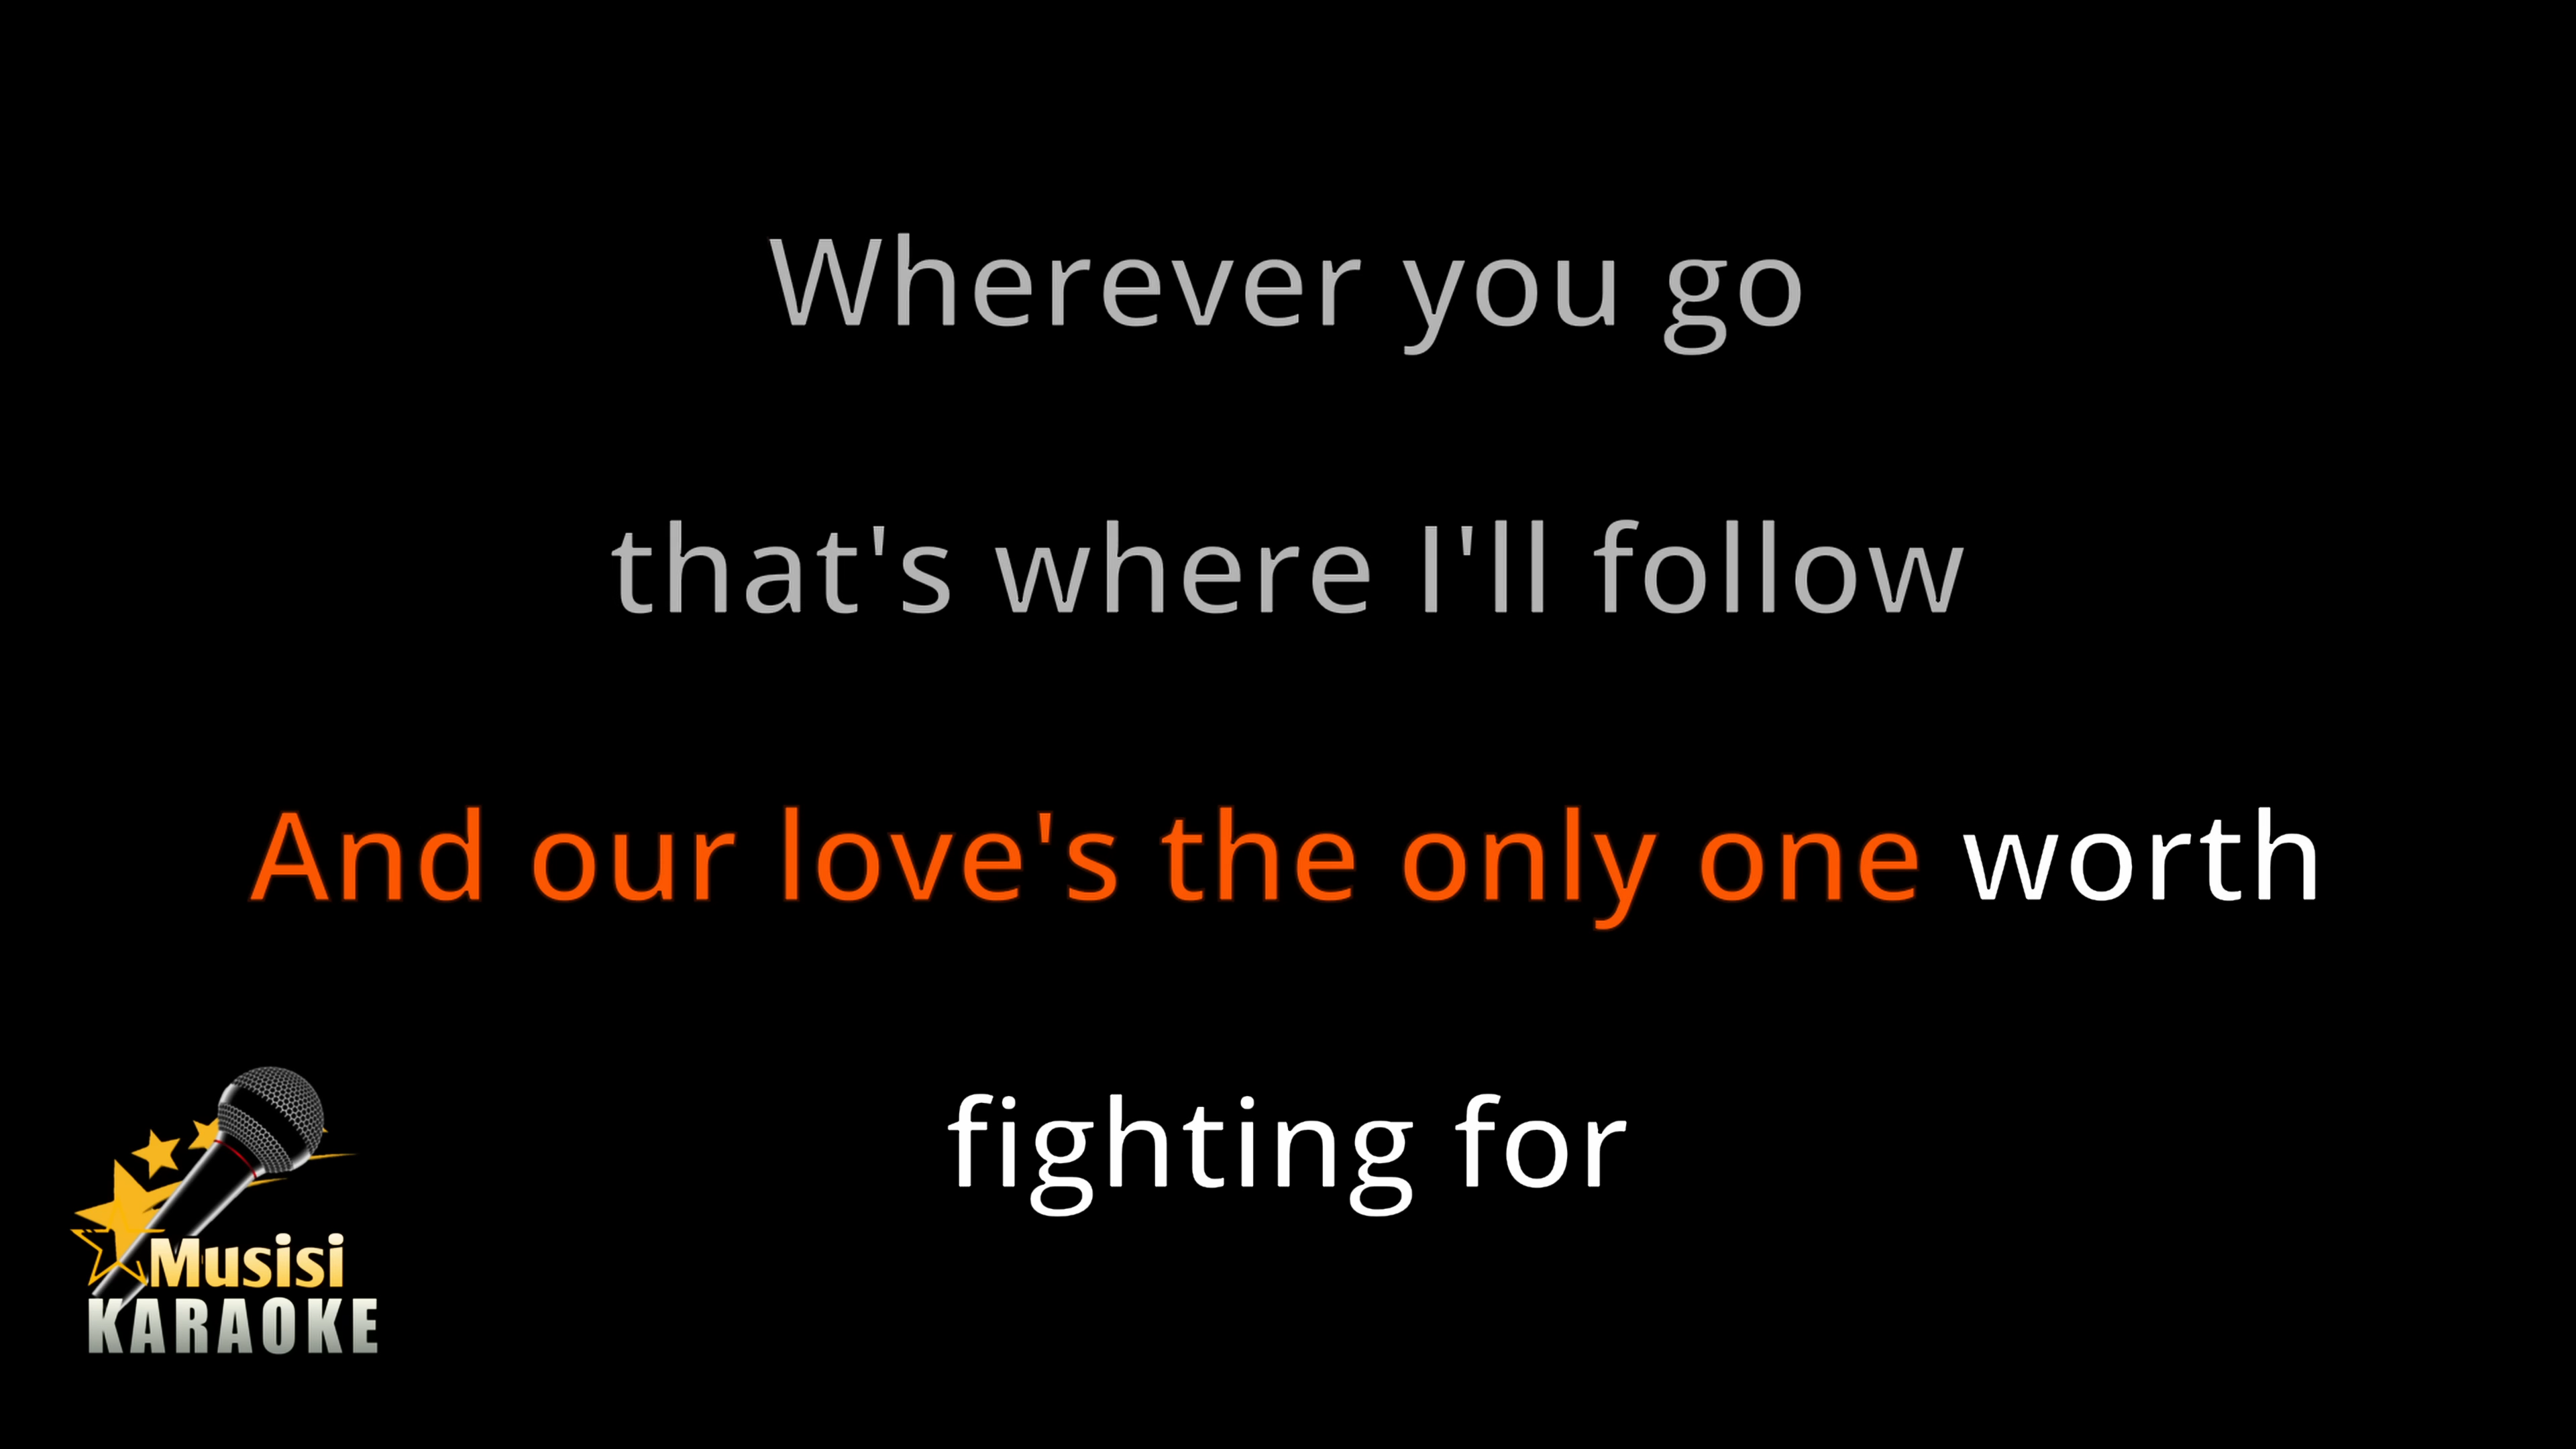 Wherever you go
that's where I'll follow
And our love's the only one worth
fighting for
Musisi
KARAOKE